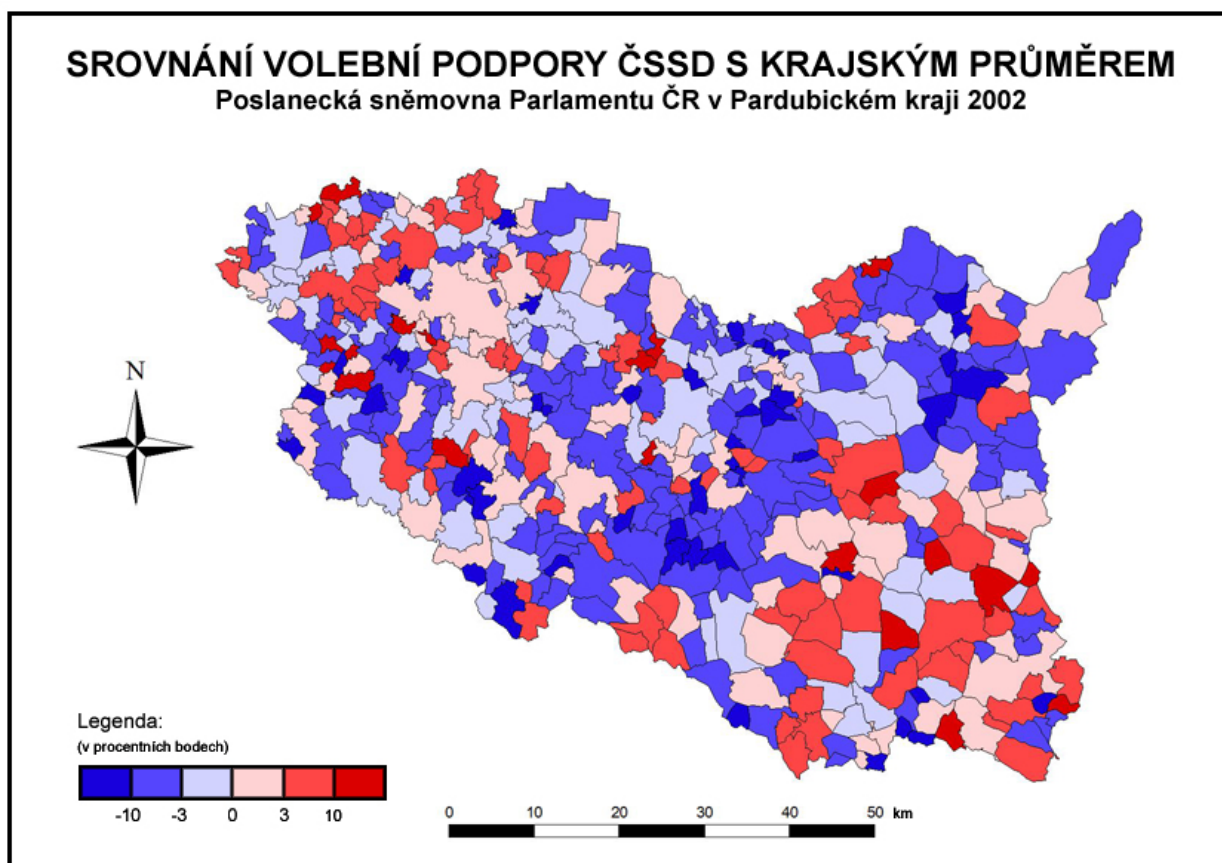 SROVNÁNÍ VOLEBNÍ PODPORY ČSSD S KRAJSKÝM PRŮMĚREM
Poslanecká sněmovna Parlamentu ČR v Pardubickém kraji 2002
N
Legenda:
(v procentních bodech)
-10 -3 0 3 10
0 10 20 30 40 50 km